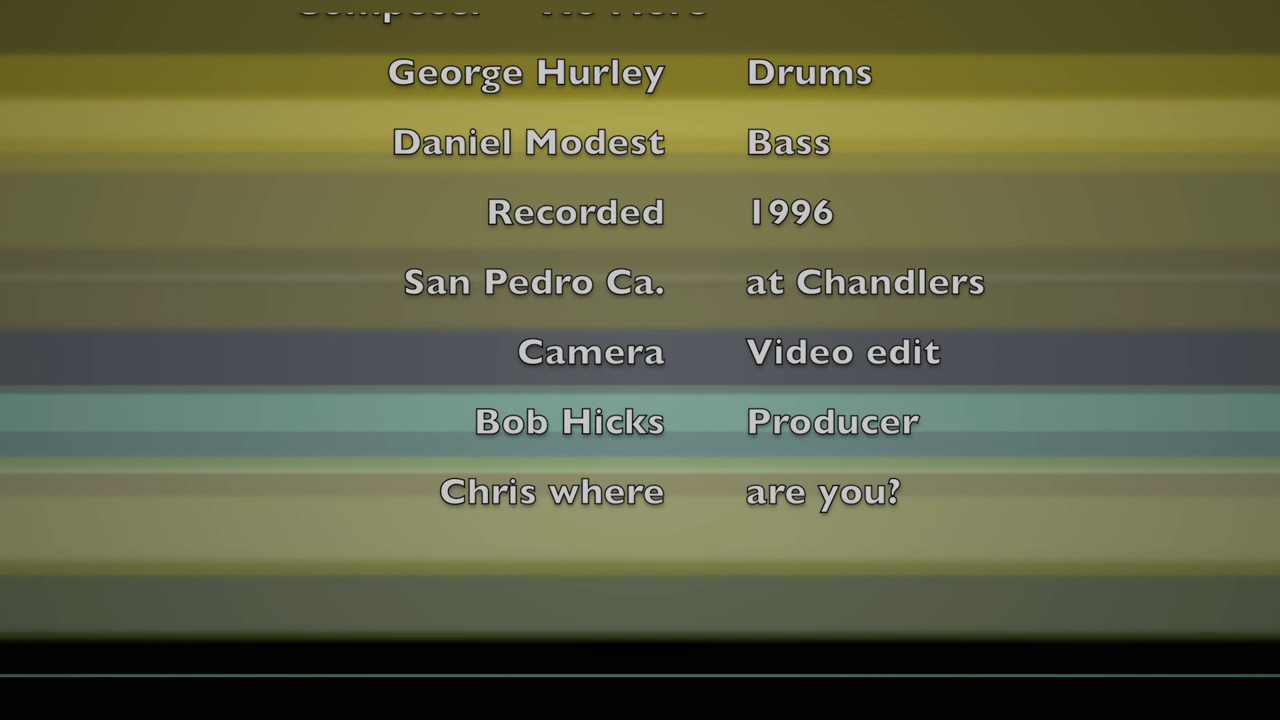 George Hurley Drums
Daniel Modest Bass
Recorded 1996
San Pedro Ca. at Chandlers
Camera Video edit
Bob Hicks Producer
Chris where are you?